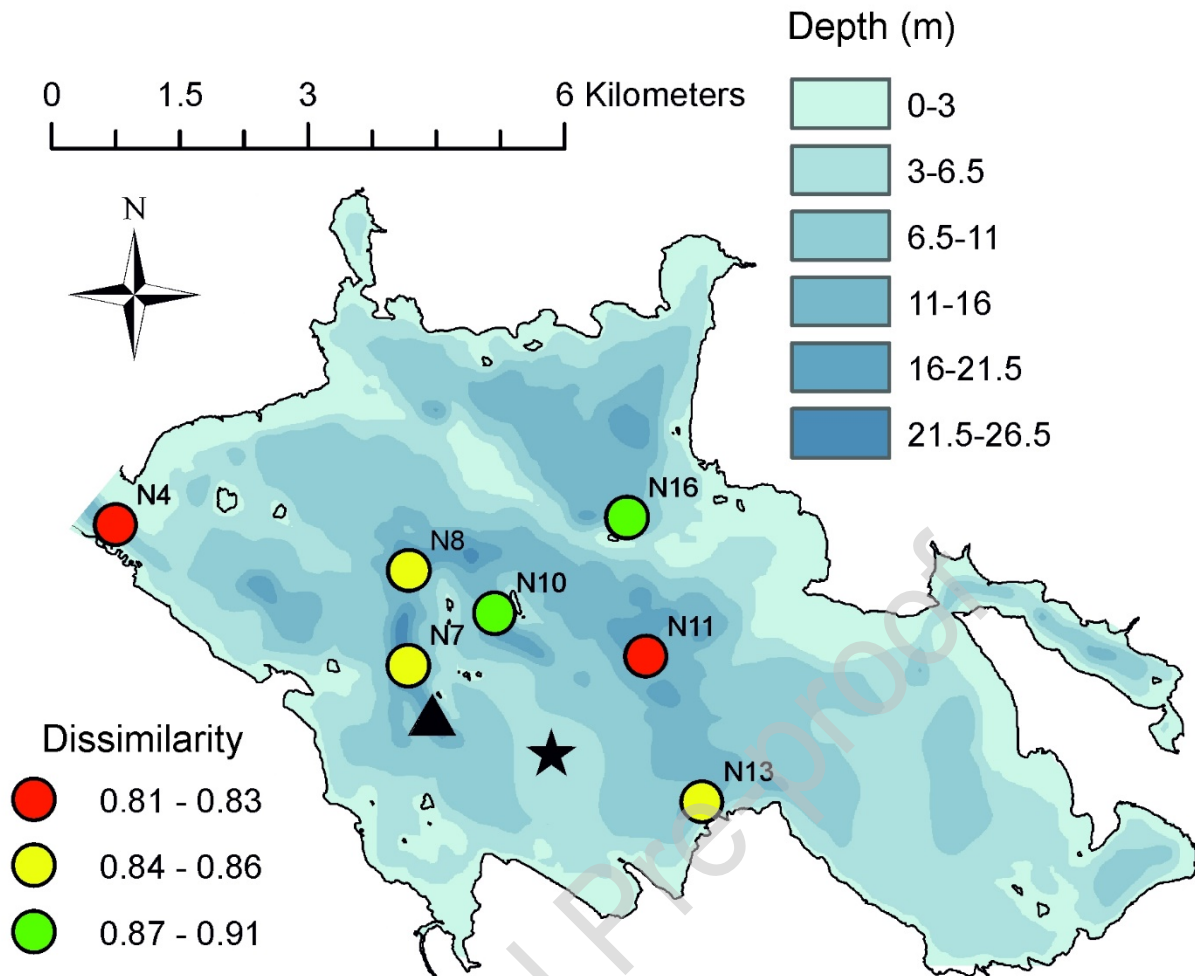 Depth (m)
0 1.5 3 6 Kilometers
0-3
3-6.5
6.5-11
11-16
16-21.5
21.5-26.5
N
N4
N16
N8
N10
N7
N11
N13
Dissimilarity
0.81 - 0.83
0.84 - 0.86
0.87 - 0.91
l Pre-proof